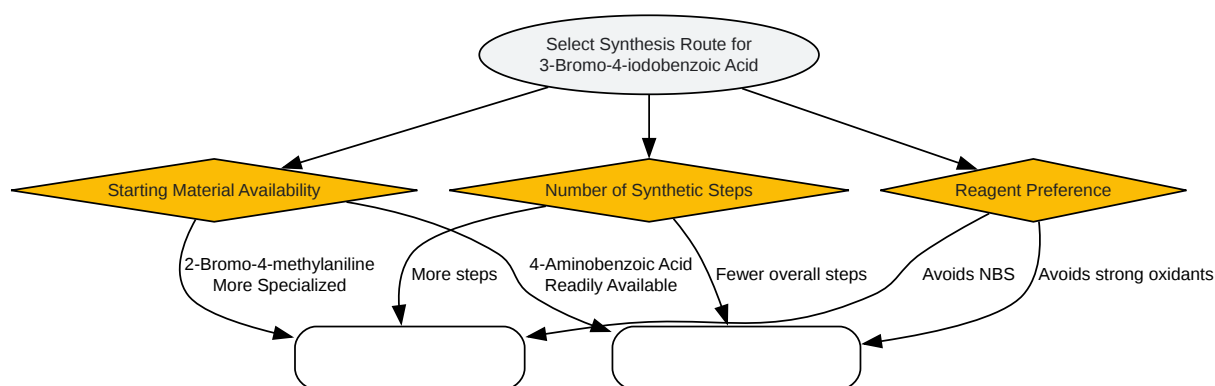 Select Synthesis Route for
3-Bromo-4-iodobenzoic Acid
Starting Material Availability
Number of Synthetic Steps
Reagent Preference
2-Bromo-4-methylaniline
More Specialized
More steps
4-Aminobenzoic Acid
Readily Available
Fewer overall steps
Avoids NBS
Avoids strong oxidants